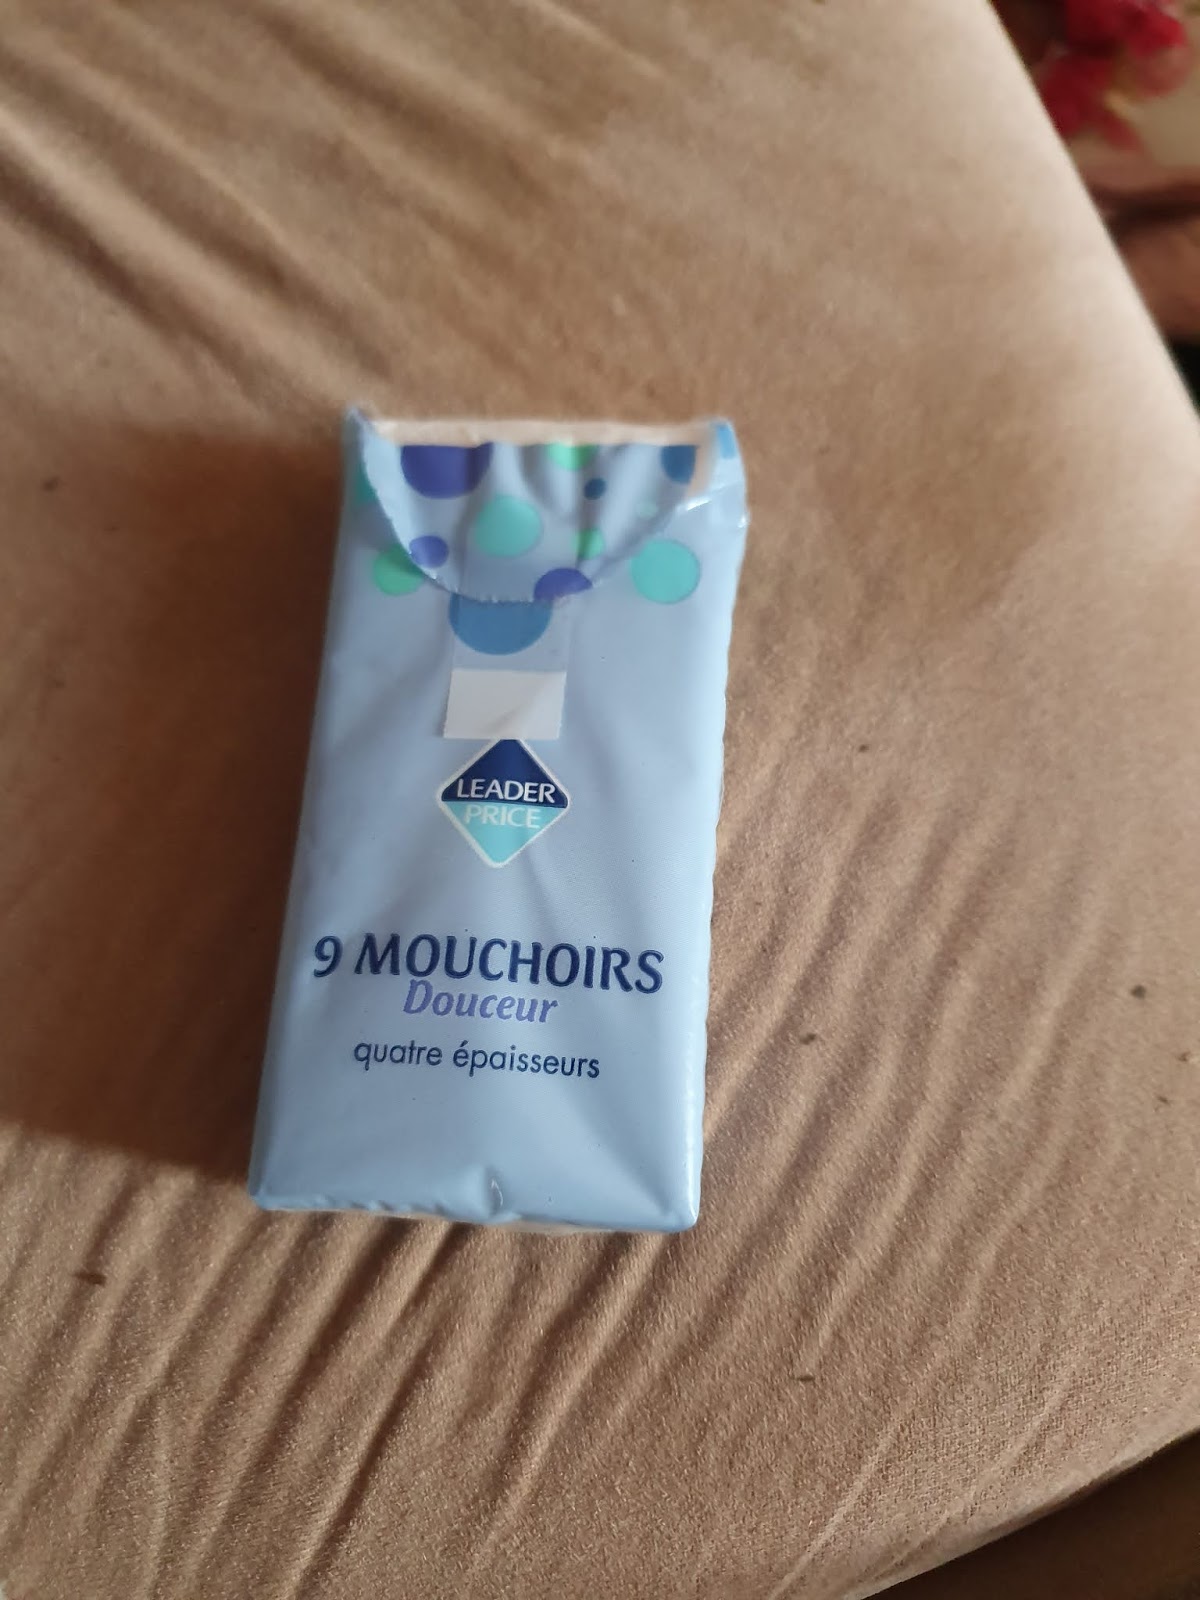 LEADER
PRICE
9 MOUCHOIRS
Douceur
quatre épaisseurs